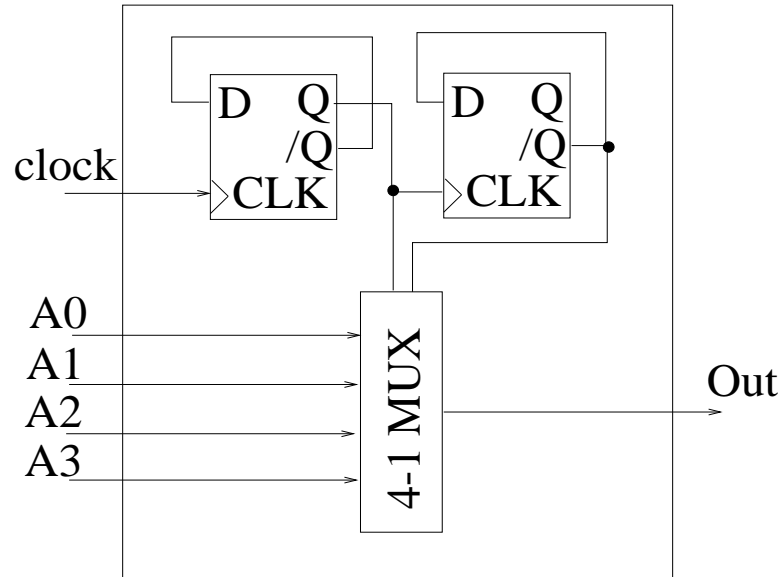 D Q
/Q
CLK
D Q
/Q
CLK
clock
A0
A1
A2
A3
4-1 MUX
Out